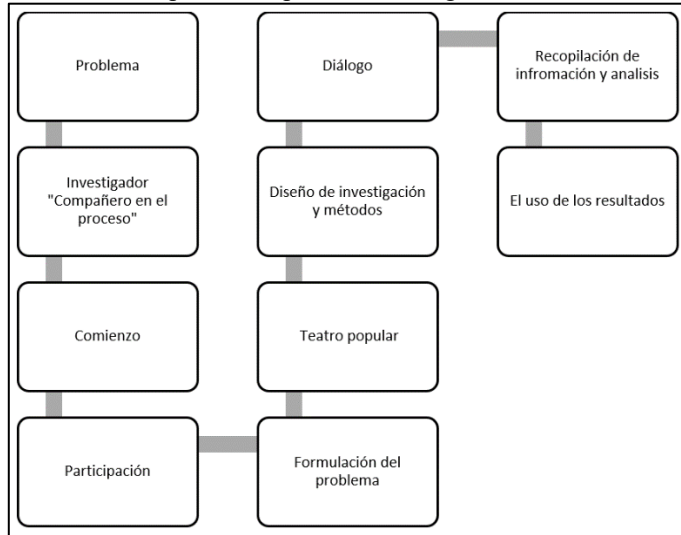 Problema
Investigador
"Compañero en el
proceso"
Comienzo
Participación
Formulación del
problema
Teatro popular
Diseño de investigación
y métodos
Diálogo
Recopilación de
infromación y analisis
El uso de los resultados